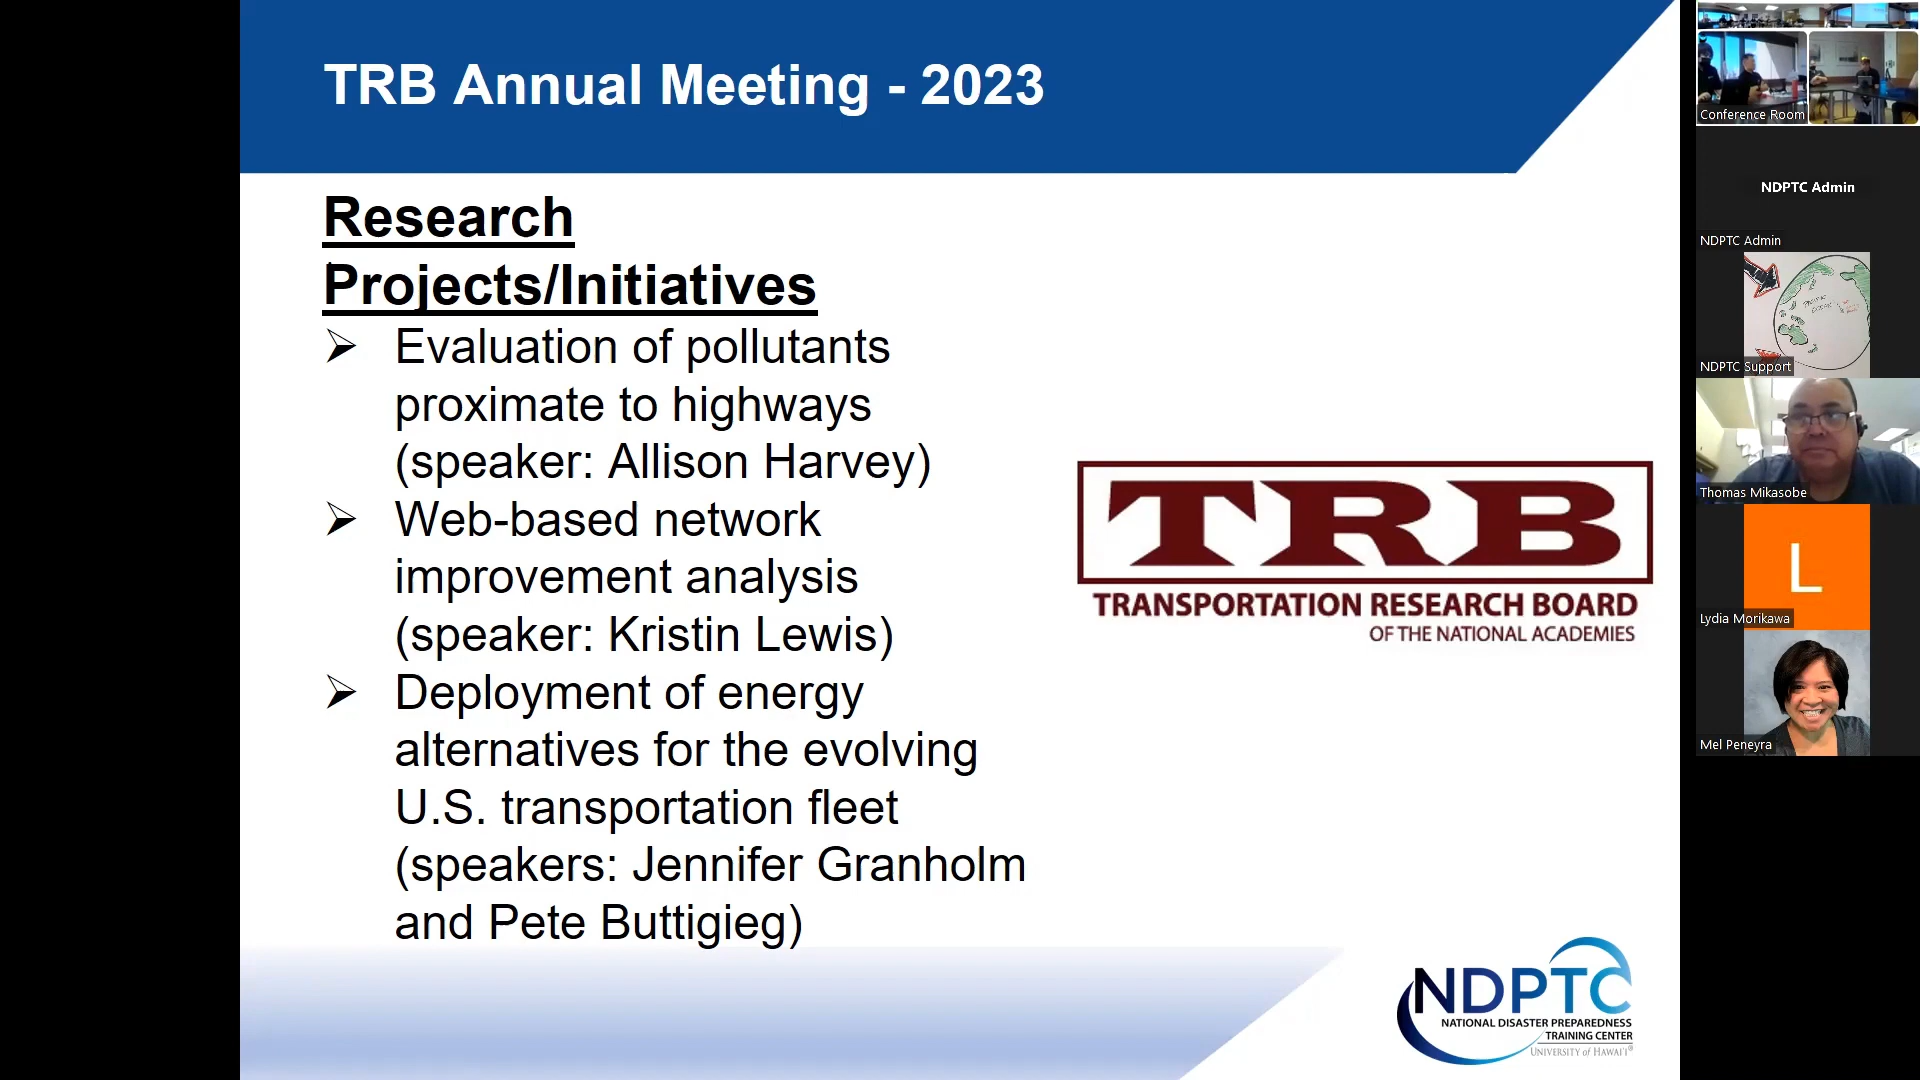 TRB Annual Meeting - 2023
Research
Projects/Initiatives
➢ Evaluation of pollutants
proximate to highways
(speaker: Allison Harvey)
➢ Web-based network
improvement analysis
(speaker: Kristin Lewis)
➢ Deployment of energy
alternatives for the evolving
U.S. transportation fleet
(speakers: Jennifer Granholm
and Pete Buttigieg)
TRB
TRANSPORTATION RESEARCH BOARD
OF THE NATIONAL ACADEMIES
NDPTC
NATIONAL DISASTER PREPAREDNESS
TRAINING CENTER
UNIVERSITY of HAWAI'I®
Conference Room
NDPTC Admin
NDPTC Admin
PACIFIC
OCEAN
NDPTC Support
Thomas Mikasobe
L
Lydia Morikawa
Mel Peneyra